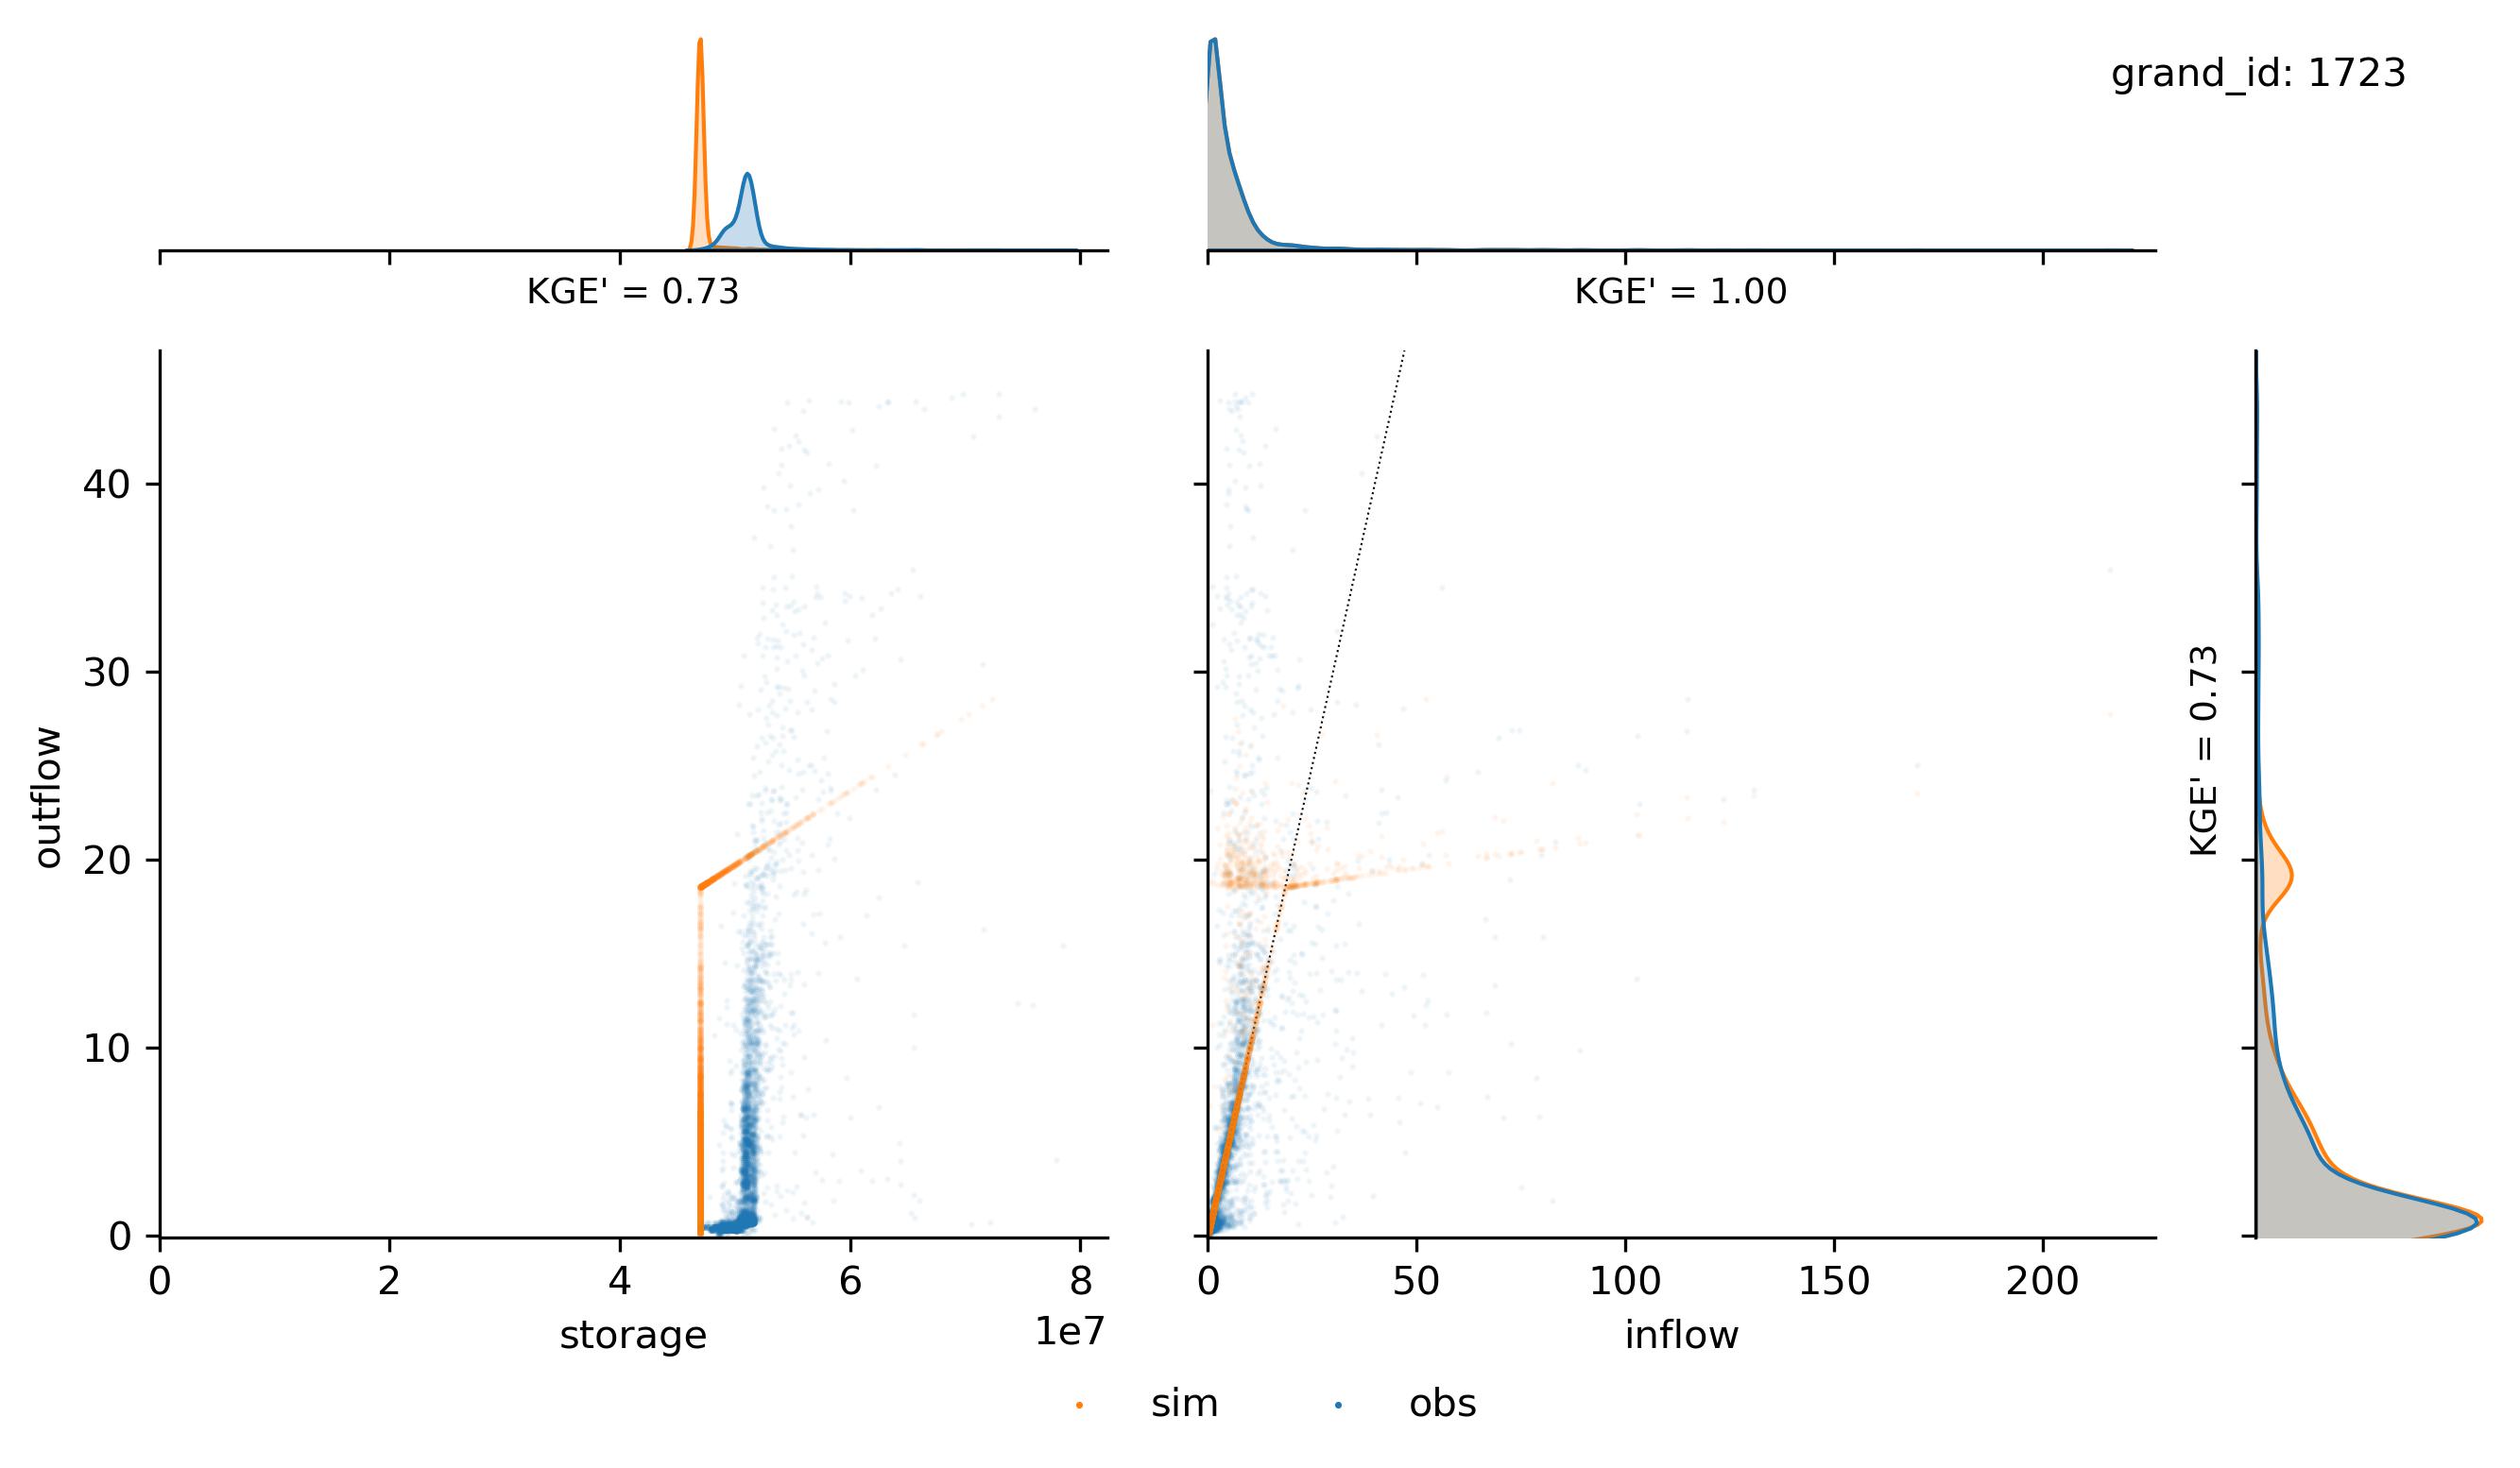 grand_id: 1723
KGE' = 0.73
KGE' = 1.00
outflow
40
30
20
10
0
0 2 4 6 8
1e7
storage
0 50 100 150 200
inflow
KGE' = 0.73
sim obs